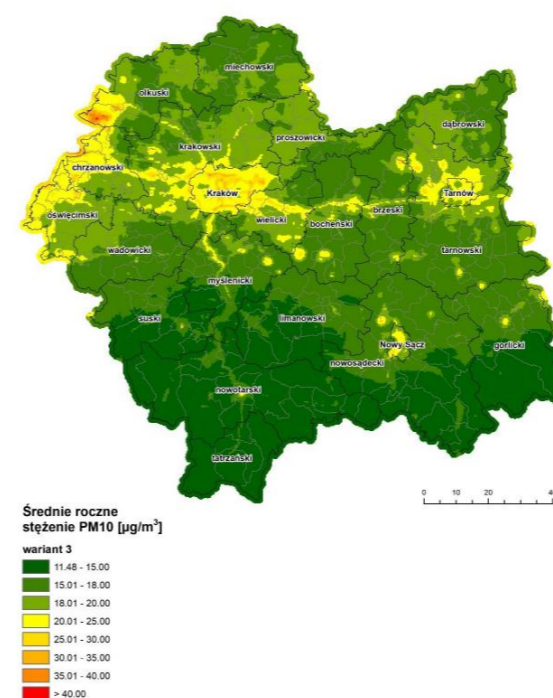 miechowski
olkuski
dąbrowski
proszowicki
krakowski
chrzanowski
Kraków
Tarnów
oświęcimski
wielicki
bocheński
brzeski
wadowicki
tarnowski
myślenicki
suski
limanowski
Nowy Sącz
gorlicki
nowosądecki
nowotarski
tatrzański
0 10 20 40
Średnie roczne
stężenie PM10 [µg/m³]
wariant 3
11.48 - 15.00
15.01 - 18.00
18.01 - 20.00
20.01 - 25.00
25.01 - 30.00
30.01 - 35.00
35.01 - 40.00
> 40.00